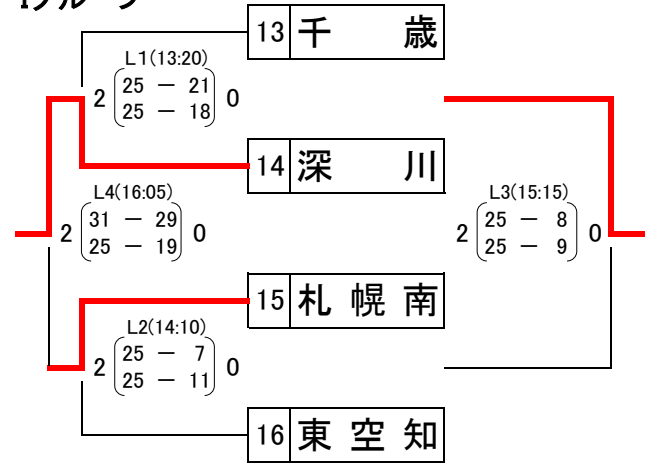 13 千 歳
L1(13:20)
2 25 － 21 0
25 － 18
14 深 川
L4(16:05)
2 31 － 29 0
25 － 19
L3(15:15)
2 25 － 8 0
25 － 9
15 札 幌 南
L2(14:10)
2 25 － 7 0
25 － 11
16 東 空 知